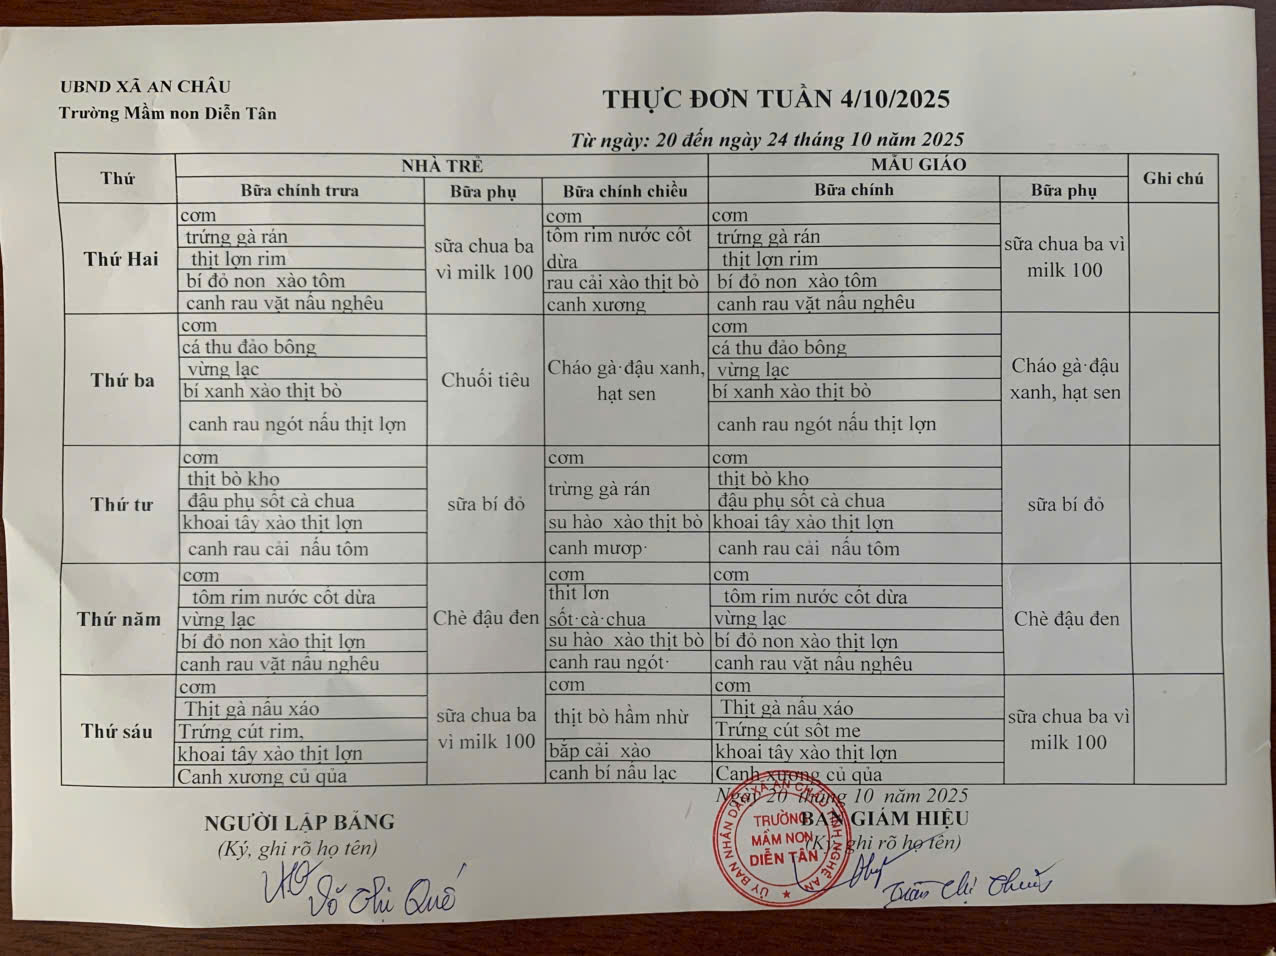 UBND XÃ AN CHÂU
Trường Mầm non Diễn Tân
THỰC ĐƠN TUẦN 4/10/2025
Từ ngày: 20 đến ngày 24 tháng 10 năm 2025
Thứ NHÀ TRẺ MẪU GIÁO Ghi chú
Bữa chính trưa Bữa phụ Bữa chính chiều Bữa chính Bữa phụ
Thứ Hai
cơm
trứng gà rán
thịt lợn rim
bí đỏ non xào tôm
canh rau vặt nấu nghêu
sữa chua ba
vì milk 100
cơm
tôm rim nước côt
dừa
rau cải xào thịt bò
canh xương
cơm
trứng gà rán
thịt lợn rim
bí đỏ non xào tôm
canh rau vặt nấu nghêu
sữa chua ba vì
milk 100
Thứ ba
cơm
cá thu đảo bông
vừng lạc
bí xanh xào thịt bò
canh rau ngót nấu thịt lợn
Chuối tiêu
Cháo gà·đậu xanh,
hạt sen
cơm
cá thu đảo bông
vừng lạc
bí xanh xào thịt bò
canh rau ngót nấu thịt lợn
Cháo gà·đậu
xanh, hạt sen
Thứ tư
cơm
thịt bò kho
đậu phụ sốt cà chua
khoai tây xào thịt lợn
canh rau cải nấu tôm
sữa bí đỏ
cơm
trừng gà rán
su hào xào thịt bò
canh mươp·
cơm
thịt bò kho
đậu phụ sốt cà chua
khoai tây xào thịt lợn
canh rau cải nấu tôm
sữa bí đỏ
Thứ năm
cơm
tôm rim nước cốt dừa
vừng lạc
bí đỏ non xào thịt lợn
canh rau vặt nấu nghêu
Chè đậu đen
cơm
thịt lơn
sốt·cà·chua
su hào xào thịt bò
canh rau ngót·
cơm
tôm rim nước cốt dừa
vừng lạc
bí đỏ non xào thịt lợn
canh rau vặt nấu nghêu
Chè đậu đen
Thứ sáu
cơm
Thịt gà nấu xáo
Trứng cút rim,
khoai tây xào thịt lợn
Canh xương củ qủa
sữa chua ba
vì milk 100
cơm
thịt bò hầm nhừ
bắp cải xào
canh bí nấu lạc
cơm
Thịt gà nấu xáo
Trứng cút sốt me
khoai tây xào thịt lợn
Canh xương củ qủa
sữa chua ba vì
milk 100
Ngày 20 tháng 10 năm 2025
NGƯỜI LẬP BẢNG
(Ký, ghi rõ họ tên)
Võ Thị Quế
BAN GIÁM HIỆU
(Ký, ghi rõ họ tên)
ỦY BAN NHÂN DÂN XÃ AN CHÂU TỈNH NGHỆ AN
TRƯỜNG
MẦM NON
DIỄN TÂN
Trần Thị